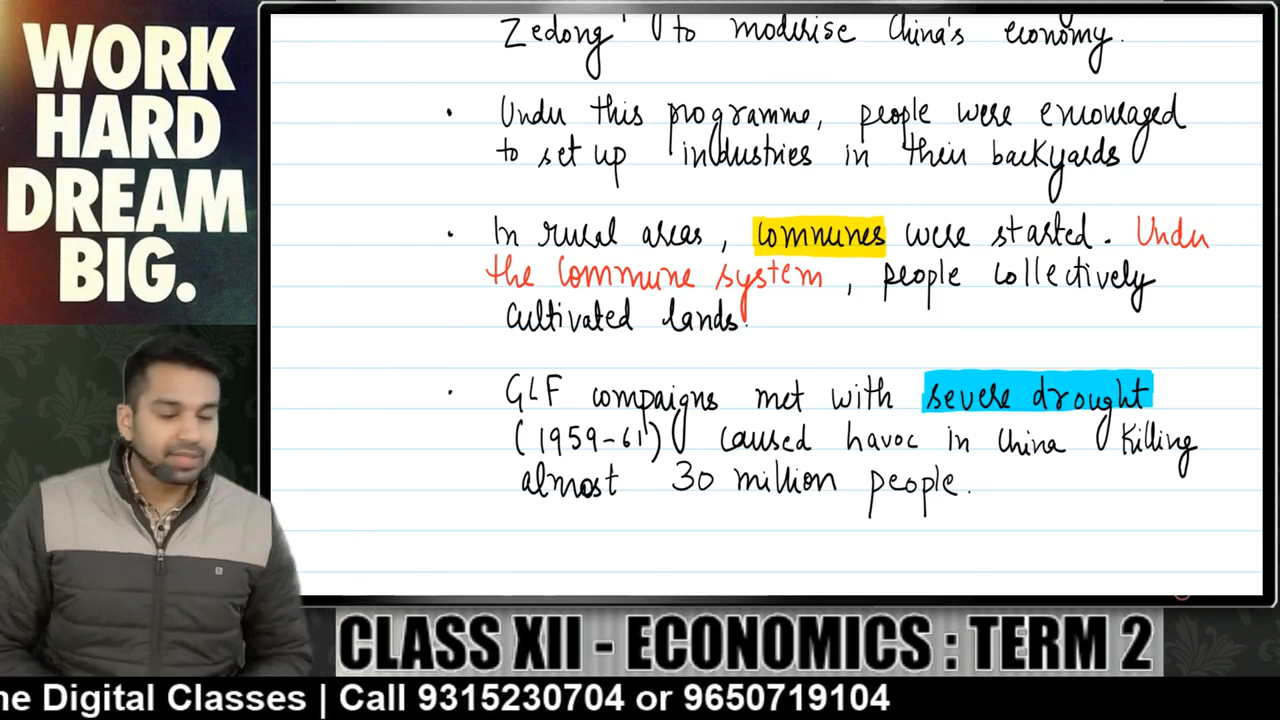 WORK
HARD
DREAM
BIG.
Zedong' to moderise China's economy.
• Under this programme, people were encouraged
to set up industries in their backyards
• In rural areas, communes were started. Under
the commune system, people collectively
cultivated lands.
• GLF compaigns met with severe drought
(1959-61) caused havoc in China killing
almost 30 million people.
CLASS XII - ECONOMICS : TERM 2
ne Digital Classes | Call 9315230704 or 9650719104